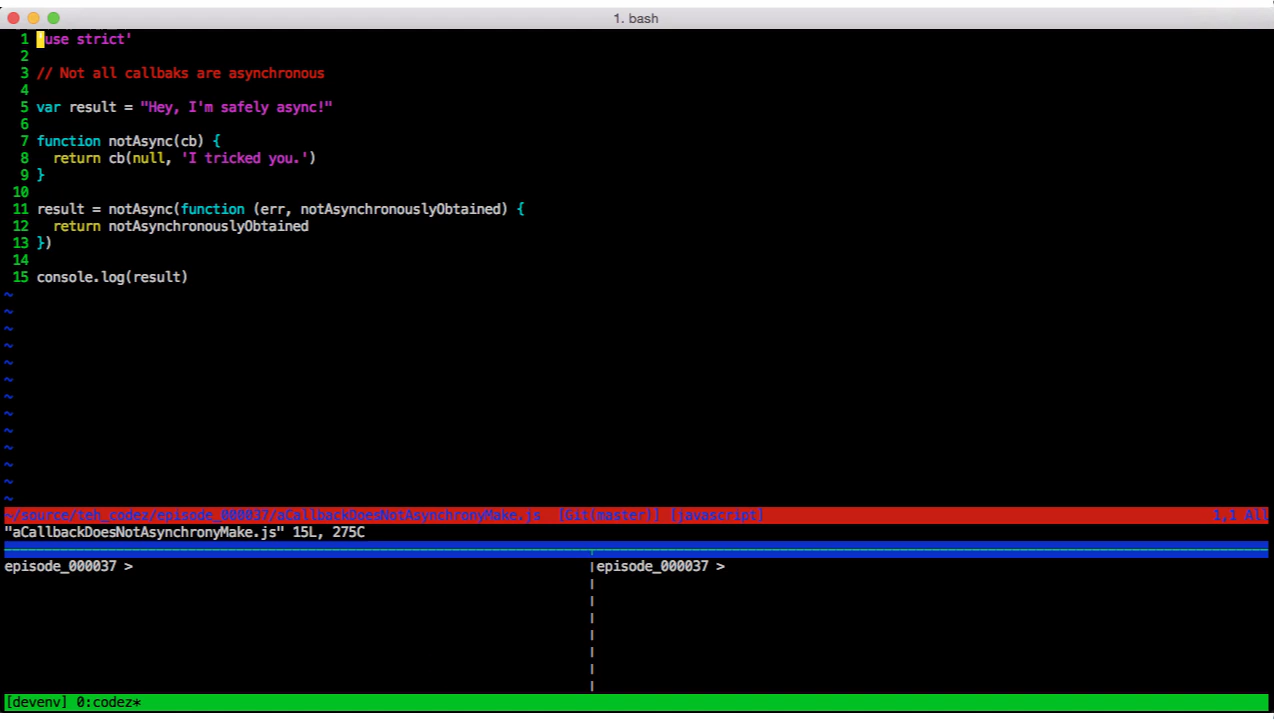 1. bash
1 'use strict'
2
3 // Not all callbaks are asynchronous
4
5 var result = "Hey, I'm safely async!"
6
7 function notAsync(cb) {
8   return cb(null, 'I tricked you.')
9 }
10
11 result = notAsync(function (err, notAsynchronouslyObtained) {
12   return notAsynchronouslyObtained
13 })
14
15 console.log(result)
~
~
~
~
~
~
~
~
~
~
~
~
~
~/source/teh_codez/episode_000037/aCallbackDoesNotAsynchronyMake.js  [Git(master)] [javascript] 1,1 All
"aCallbackDoesNotAsynchronyMake.js" 15L, 275C
episode_000037 >
episode_000037 >
[devenv] 0:codez*